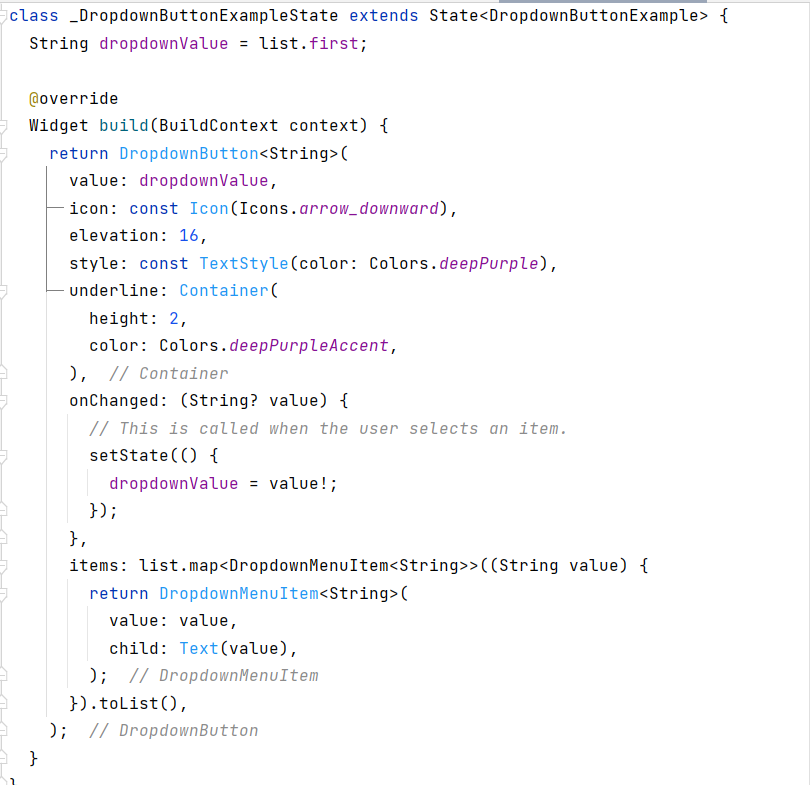 class _DropdownButtonExampleState extends State<DropdownButtonExample> {
  String dropdownValue = list.first;

  @override
  Widget build(BuildContext context) {
    return DropdownButton<String>(
      value: dropdownValue,
      icon: const Icon(Icons.arrow_downward),
      elevation: 16,
      style: const TextStyle(color: Colors.deepPurple),
      underline: Container(
        height: 2,
        color: Colors.deepPurpleAccent,
      ),  // Container
      onChanged: (String? value) {
        // This is called when the user selects an item.
        setState(() {
          dropdownValue = value!;
        });
      },
      items: list.map<DropdownMenuItem<String>>((String value) {
        return DropdownMenuItem<String>(
          value: value,
          child: Text(value),
        );  // DropdownMenuItem
      }).toList(),
    );  // DropdownButton
  }
}